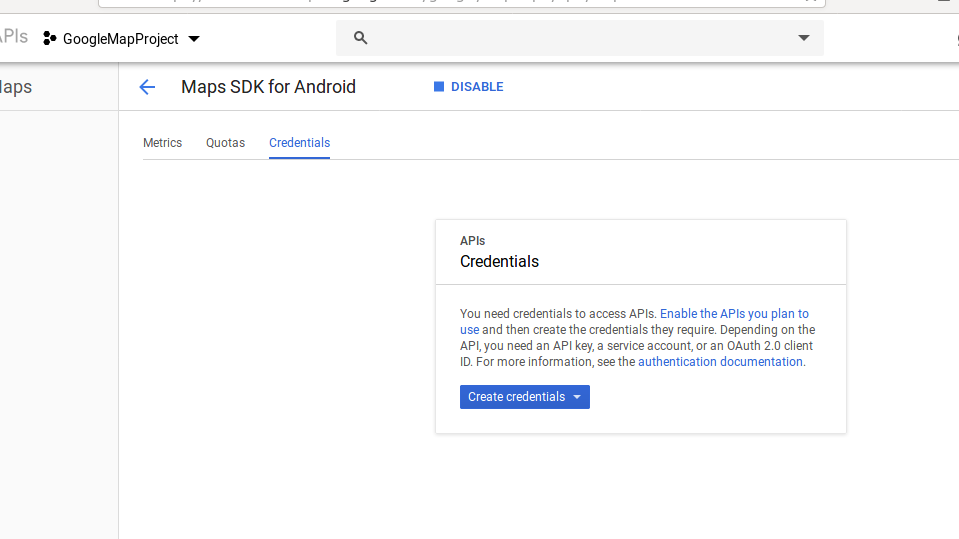 APIs GoogleMapProject
Maps SDK for Android DISABLE
Metrics Quotas Credentials
APIs
Credentials
You need credentials to access APIs. Enable the APIs you plan to
use and then create the credentials they require. Depending on the
API, you need an API key, a service account, or an OAuth 2.0 client
ID. For more information, see the authentication documentation.
Create credentials